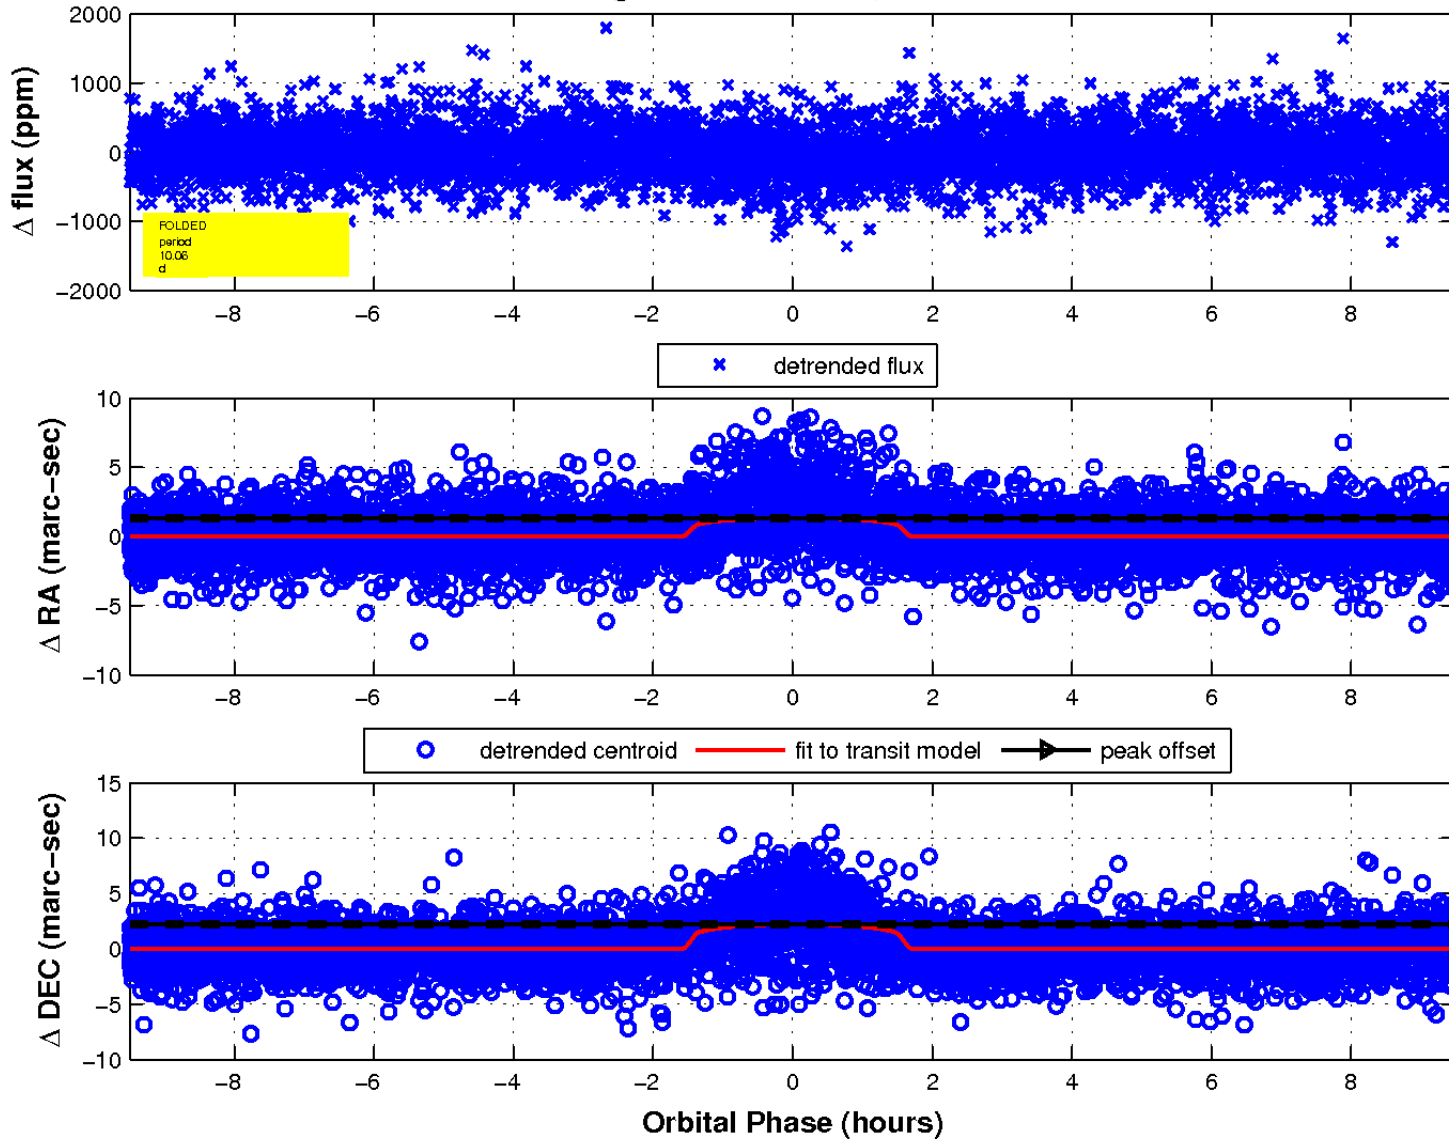 2000
1000
0
−1000
−2000
Δ flux (ppm)
FOLDED
period
10.06
d
−8 −6 −4 −2 0 2 4 6 8
detrended flux
10
5
0
−5
−10
Δ RA (marc−sec)
−8 −6 −4 −2 0 2 4 6 8
detrended centroid fit to transit model peak offset
15
10
5
0
−5
−10
Δ DEC (marc−sec)
−8 −6 −4 −2 0 2 4 6 8
Orbital Phase (hours)